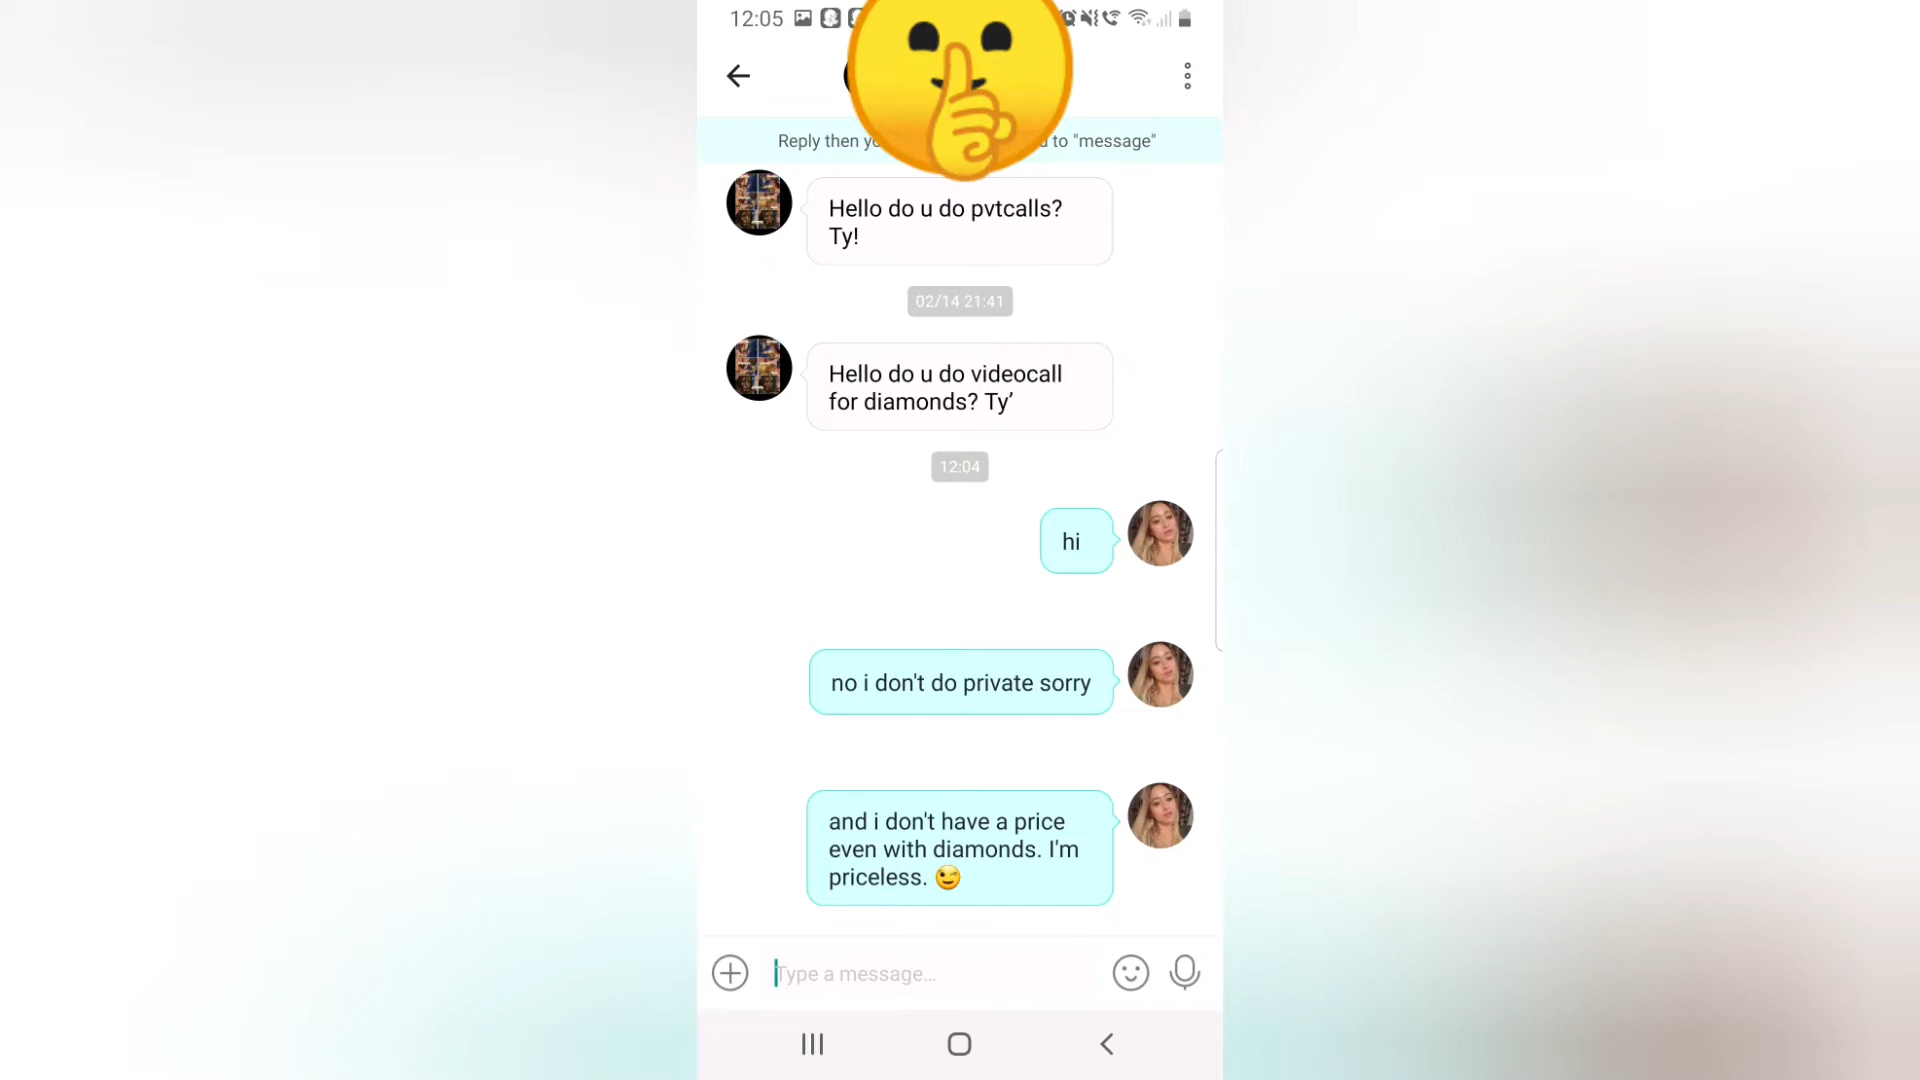 12:05
Reply then yo
d to "message"
Hello do u do pvtcalls?
Ty!
02/14 21:41
Hello do u do videocall
for diamonds? Ty’
12:04
hi
no i don't do private sorry
and i don't have a price
even with diamonds. I'm
priceless. 😉
Type a message...